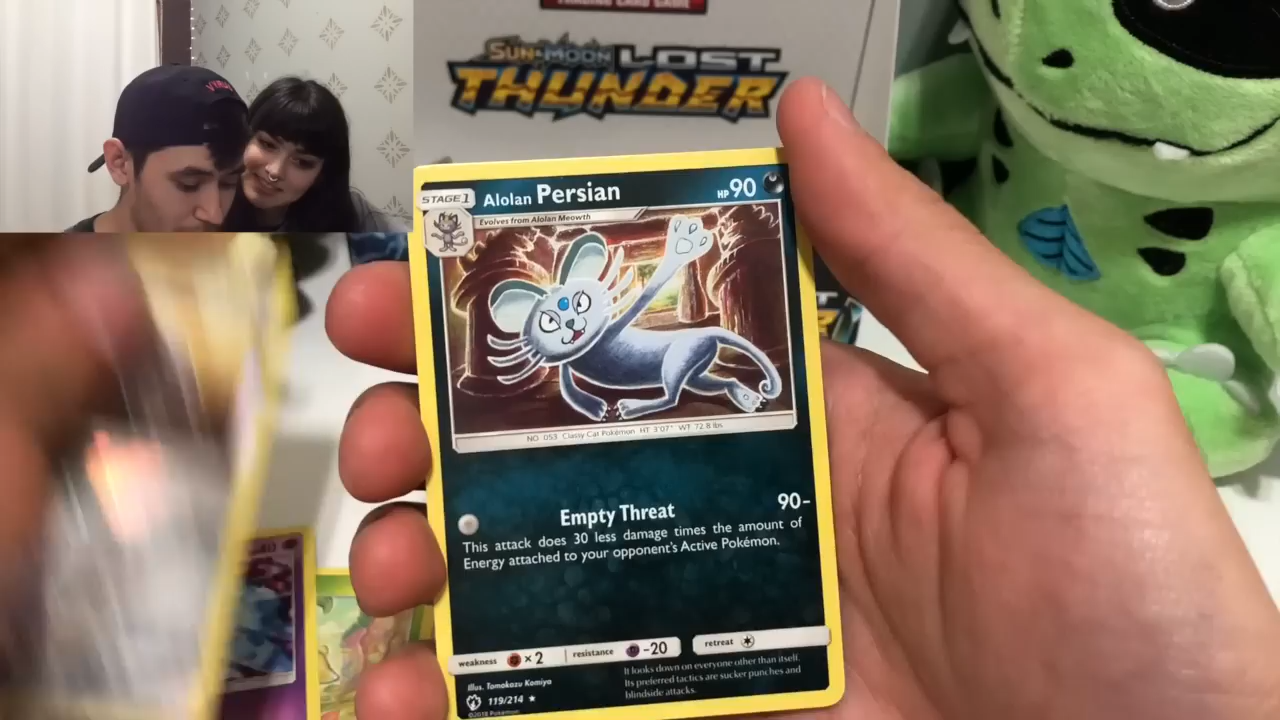 TRADING CARD GAME
SUN & MOON LOST
THUNDER
STAGE 1 Alolan Persian HP 90
Evolves from Alolan Meowth
NO. 053 Classy Cat Pokémon HT 3'07" WT 72.8 lbs
Empty Threat 90-
This attack does 30 less damage times the amount of
Energy attached to your opponent's Active Pokémon.
weakness ×2 resistance -20 retreat
It looks down on everyone other than itself.
Its preferred tactics are sucker punches and
blindside attacks.
Illus. Tomokazu Komiya
119/214 ★
©2018 Pokémon